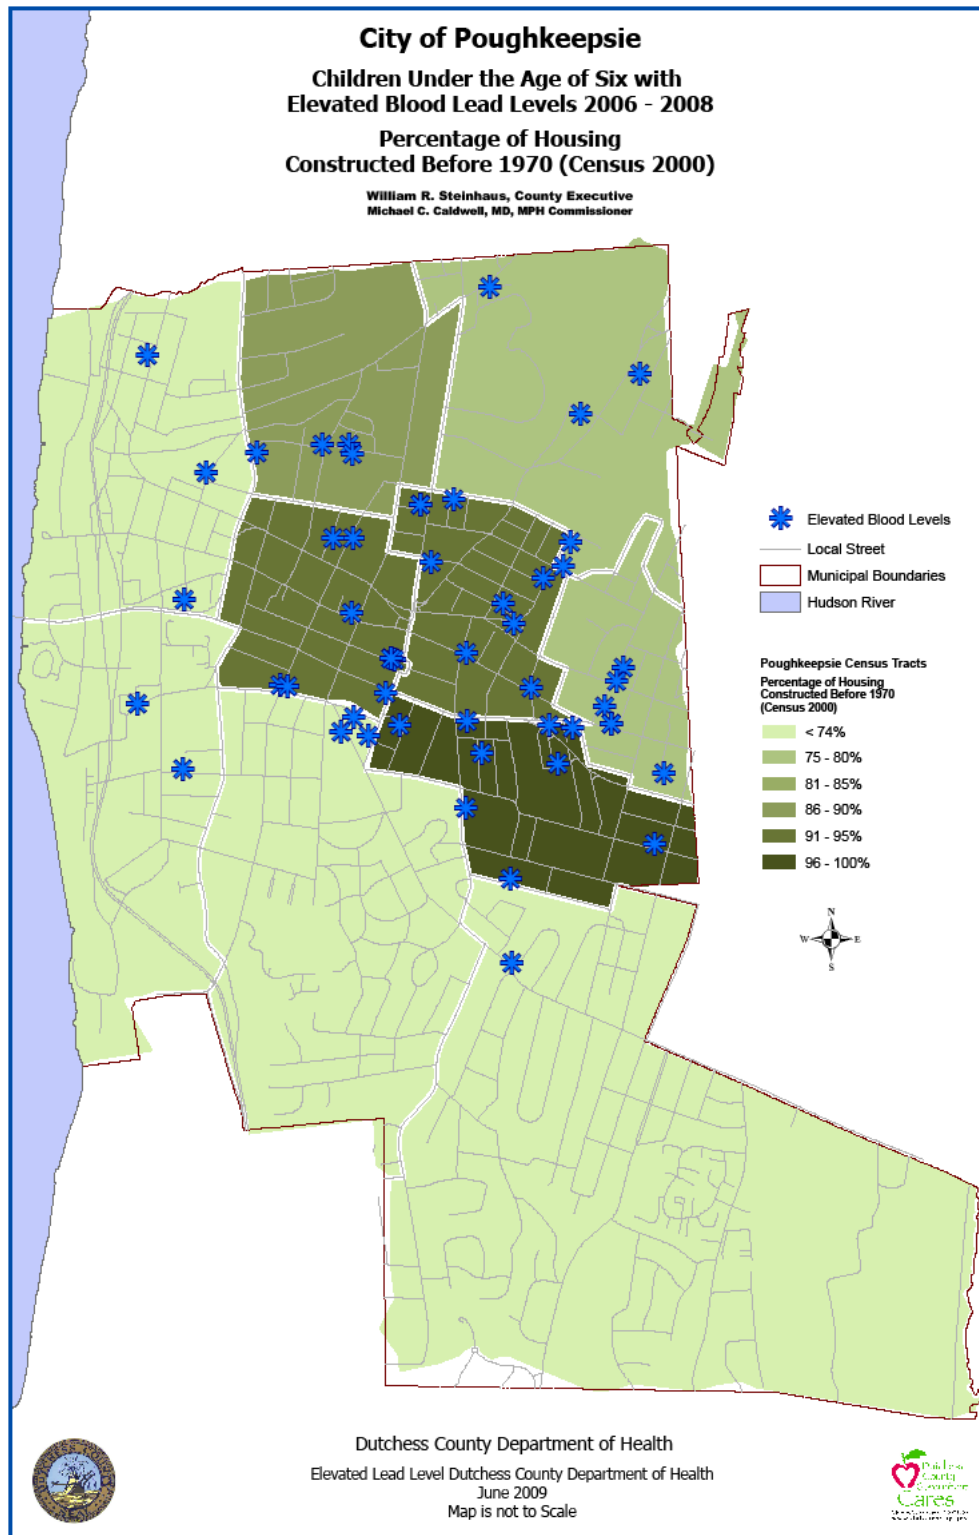 City of Poughkeepsie
Children Under the Age of Six with
Elevated Blood Lead Levels 2006 - 2008
Percentage of Housing
Constructed Before 1970 (Census 2000)
William R. Steinhaus, County Executive
Michael C. Caldwell, MD, MPH Commissioner
Elevated Blood Levels
Local Street
Municipal Boundaries
Hudson River
Poughkeepsie Census Tracts
Percentage of Housing
Constructed Before 1970
(Census 2000)
< 74%
75 - 80%
81 - 85%
86 - 90%
91 - 95%
96 - 100%
N
W E
S
Dutchess County Department of Health
Elevated Lead Level Dutchess County Department of Health
June 2009
Map is not to Scale
Dutchess
County
Cares